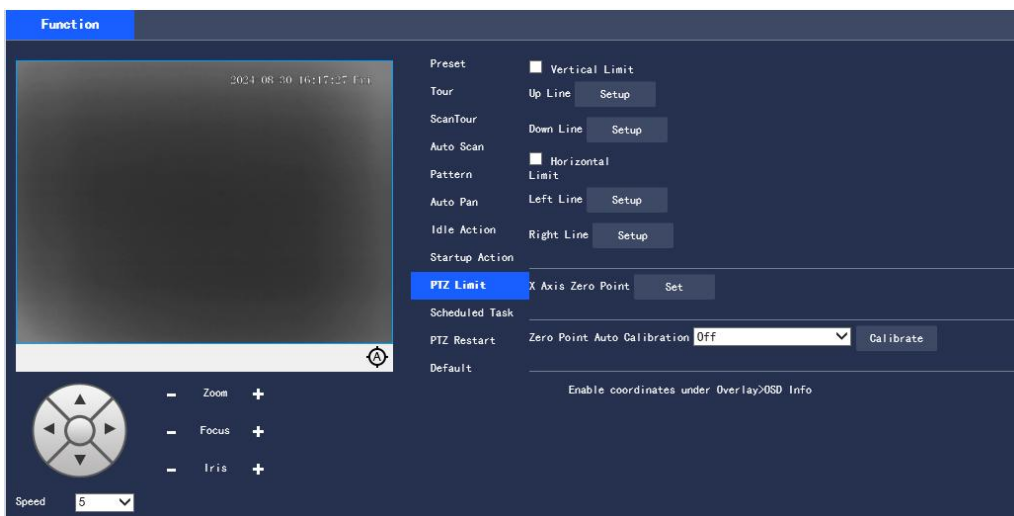 Function
2024-08-30 16:17:27 Fri
Preset
Tour
ScanTour
Auto Scan
Pattern
Auto Pan
Idle Action
Startup Action
PTZ Limit
Scheduled Task
PTZ Restart
Default
Vertical Limit
Up Line Setup
Down Line Setup
Horizontal
Limit
Left Line Setup
Right Line Setup
X Axis Zero Point Set
Zero Point Auto Calibration Off Calibrate
Enable coordinates under Overlay>OSD Info
A
- Zoom +
- Focus +
- Iris +
Speed 5